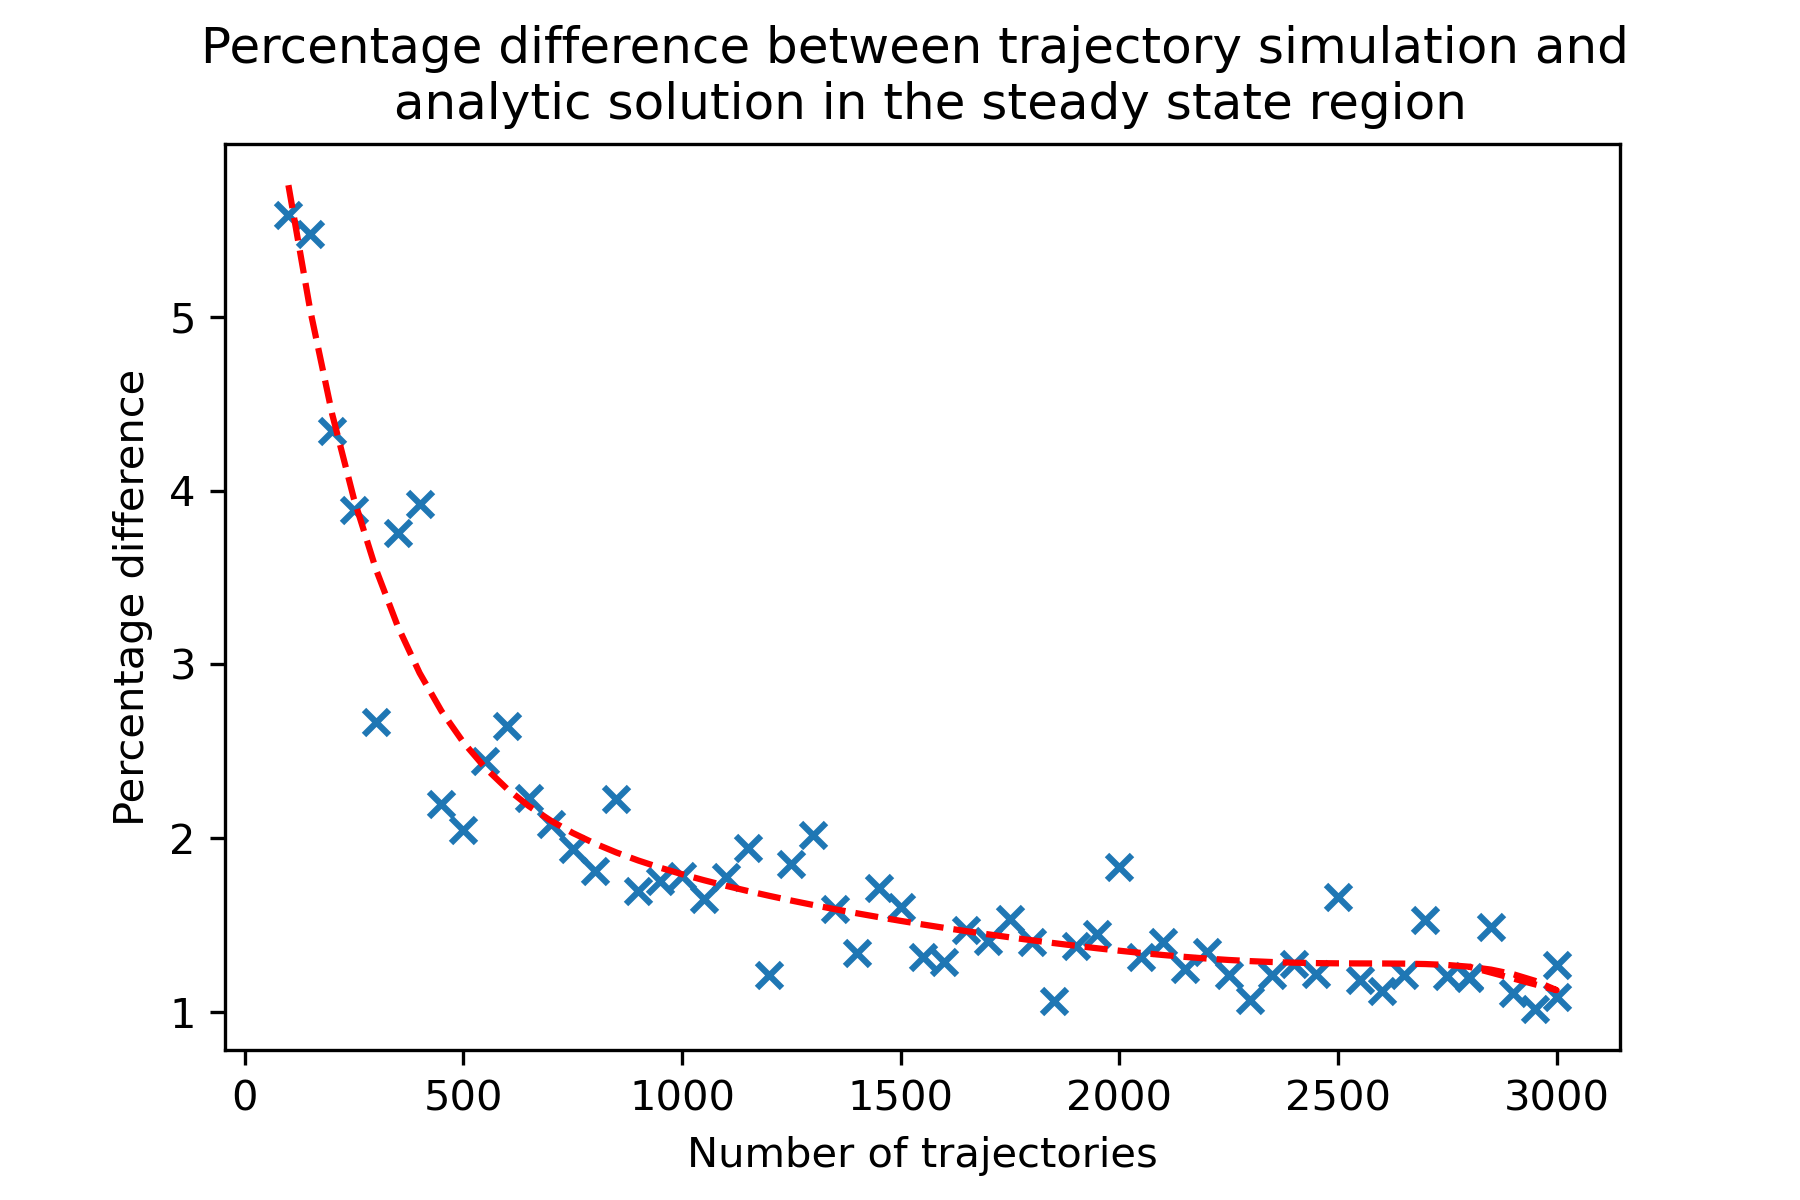 Percentage difference between trajectory simulation and
analytic solution in the steady state region
Percentage difference
5
4
3
2
1
0 500 1000 1500 2000 2500 3000
Number of trajectories